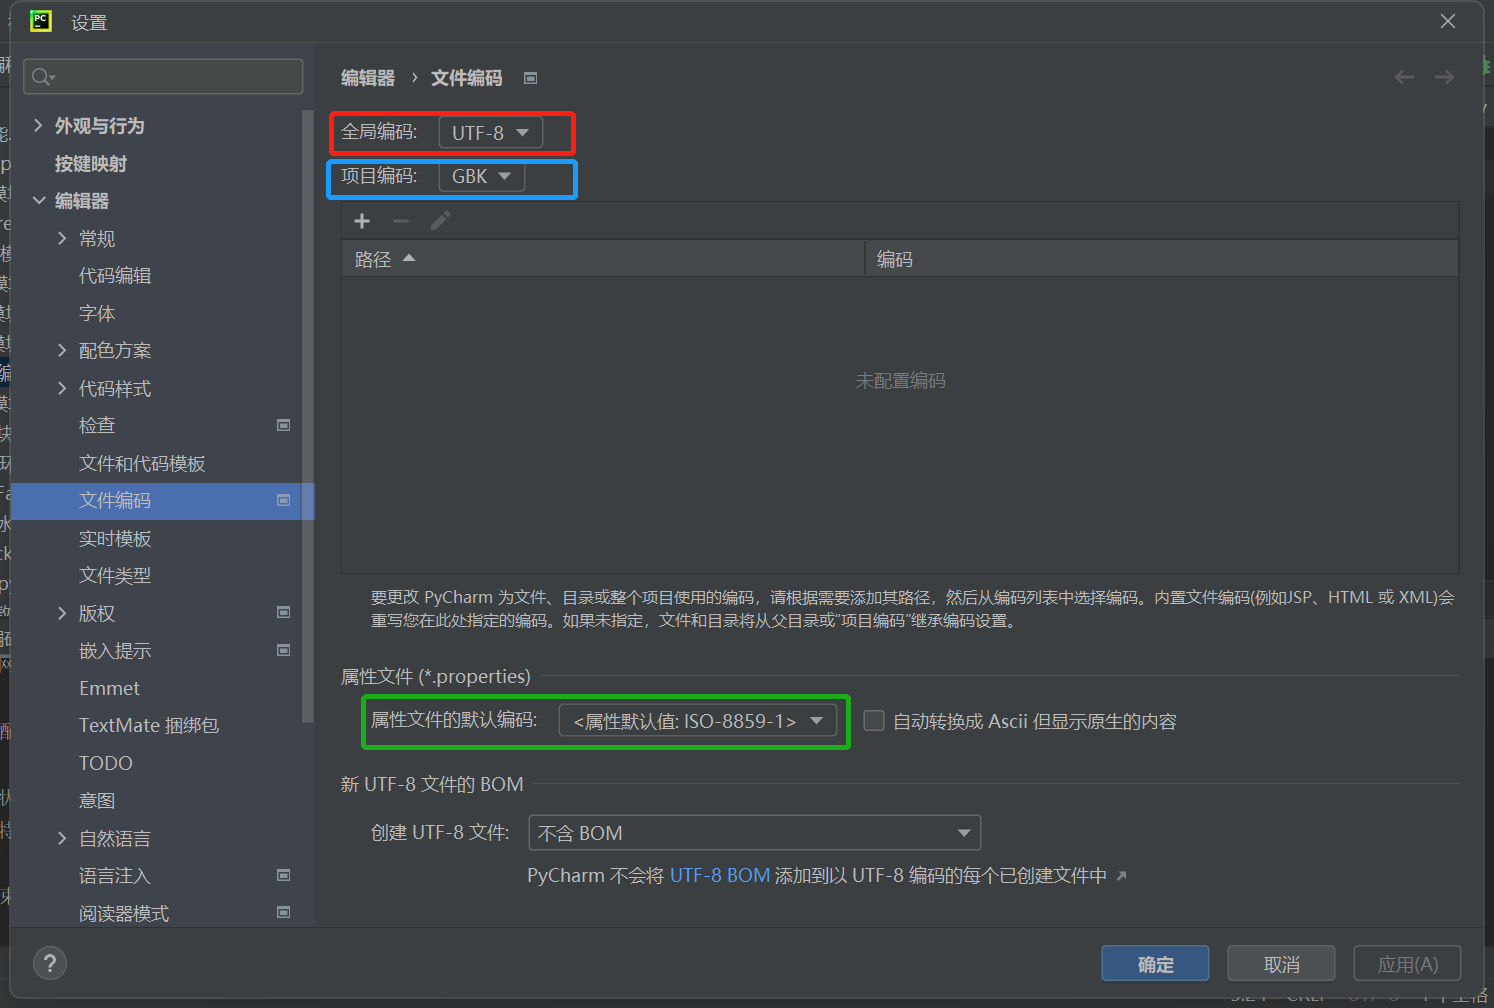 PC
设置
编辑器 › 文件编码
外观与行为
按键映射
编辑器
常规
代码编辑
字体
配色方案
代码样式
检查
文件和代码模板
文件编码
实时模板
文件类型
版权
嵌入提示
Emmet
TextMate 捆绑包
TODO
意图
自然语言
语言注入
阅读器模式
全局编码: UTF-8
项目编码: GBK
路径 编码
未配置编码
要更改 PyCharm 为文件、目录或整个项目使用的编码，请根据需要添加其路径，然后从编码列表中选择编码。内置文件编码(例如JSP、HTML 或 XML)会
重写您在此处指定的编码。如果未指定，文件和目录将从父目录或"项目编码"继承编码设置。
属性文件 (*.properties)
属性文件的默认编码: <属性默认值: ISO-8859-1> 自动转换成 Ascii 但显示原生的内容
新 UTF-8 文件的 BOM
创建 UTF-8 文件: 不含 BOM
PyCharm 不会将 UTF-8 BOM 添加到以 UTF-8 编码的每个已创建文件中 ↗
?
确定 取消 应用(A)